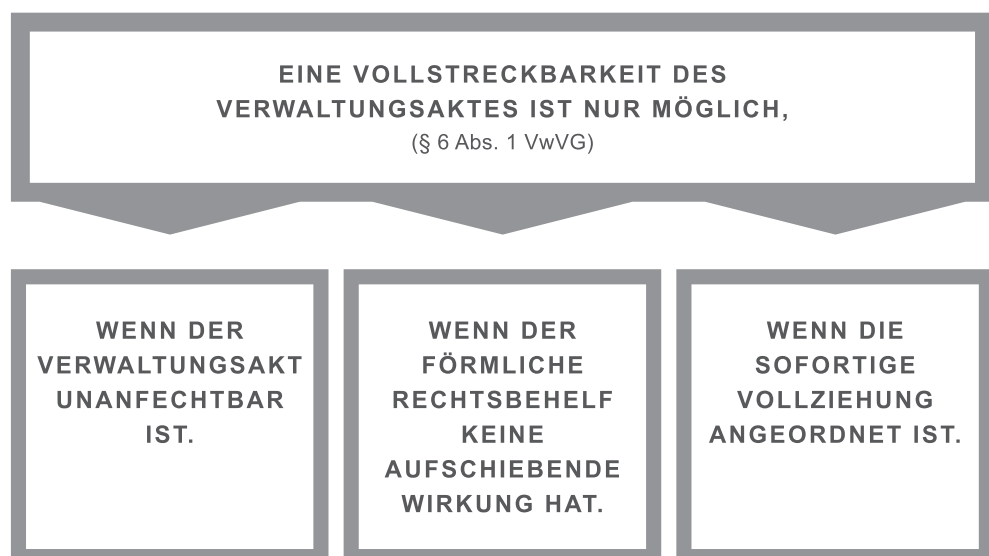 EINE VOLLSTRECKBARKEIT DES
VERWALTUNGSAKTES IST NUR MÖGLICH,
(§ 6 Abs. 1 VwVG)
WENN DER
VERWALTUNGSAKT
UNANFECHTBAR
IST.
WENN DER
FÖRMLICHE
RECHTSBEHELF
KEINE
AUFSCHIEBENDE
WIRKUNG HAT.
WENN DIE
SOFORTIGE
VOLLZIEHUNG
ANGEORDNET IST.